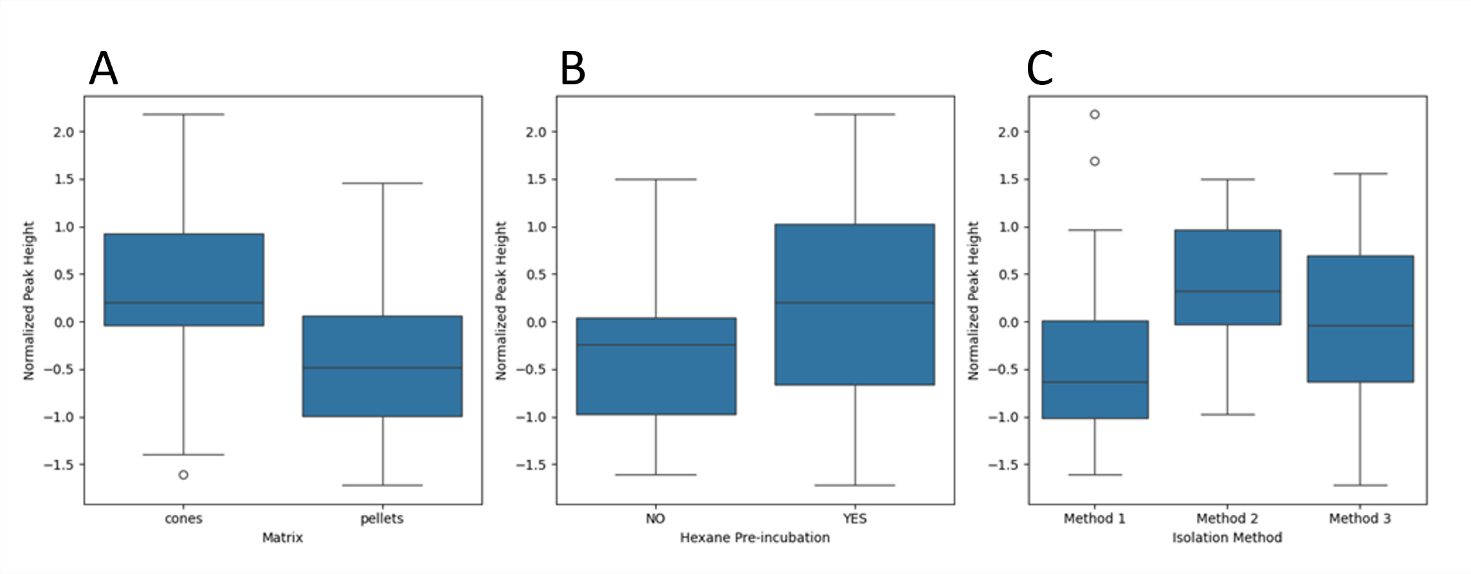 A
B
C
2.0
1.5
1.0
0.5
0.0
−0.5
−1.0
−1.5
Normalized Peak Height
cones
pellets
Matrix
2.0
1.5
1.0
0.5
0.0
−0.5
−1.0
−1.5
Normalized Peak Height
NO
YES
Hexane Pre-incubation
2.0
1.5
1.0
0.5
0.0
−0.5
−1.0
−1.5
Normalized Peak Height
Method 1
Method 2
Method 3
Isolation Method